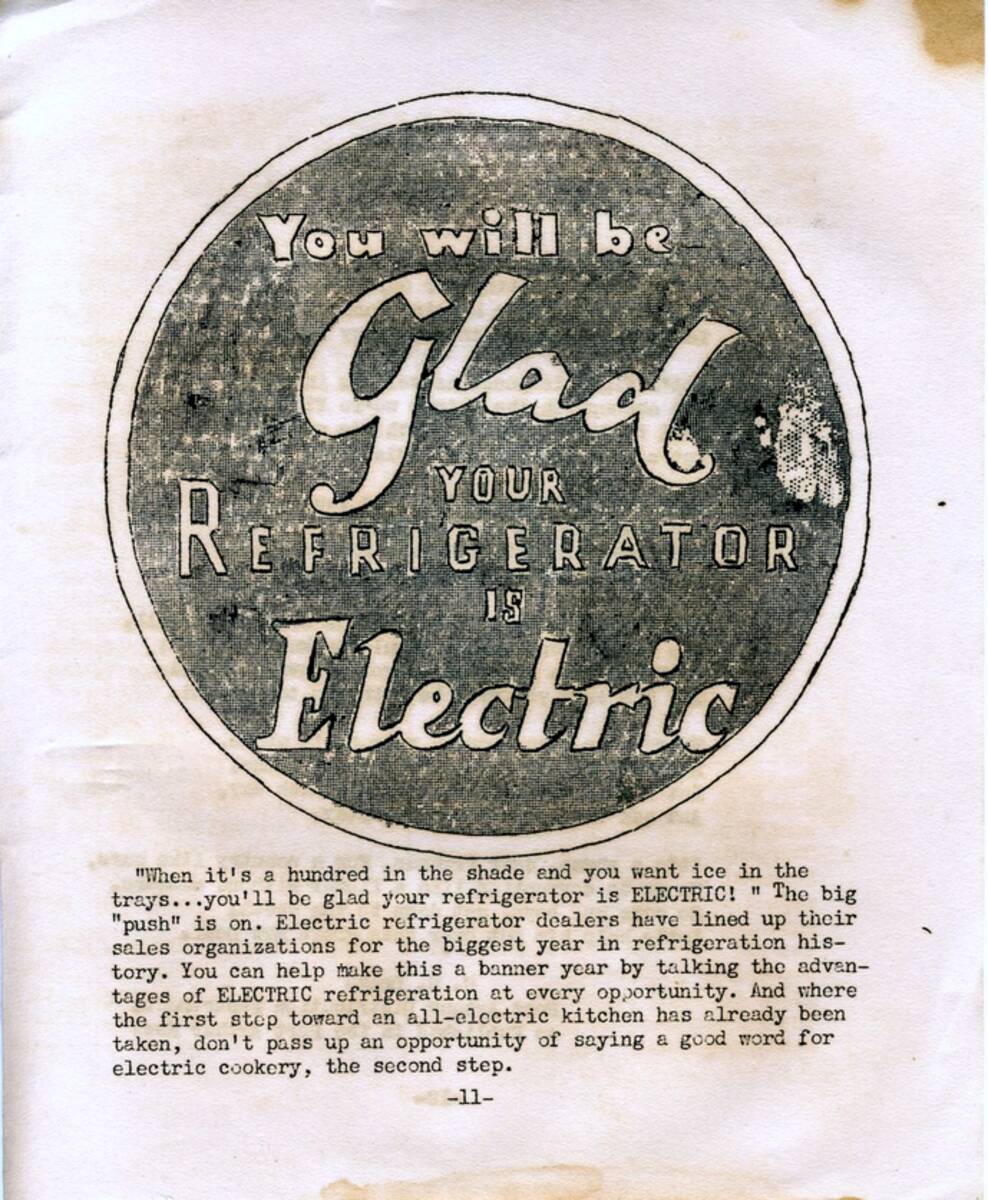 You will be
Glad
YOUR
REFRIGERATOR
IS
Electric
"When it's a hundred in the shade and you want ice in the
trays...you'll be glad your refrigerator is ELECTRIC! " The big
"push" is on. Electric refrigerator dealers have lined up their
sales organizations for the biggest year in refrigeration his-
tory. You can help make this a banner year by talking the advan-
tages of ELECTRIC refrigeration at every opportunity. And where
the first step toward an all-electric kitchen has already been
taken, don't pass up an opportunity of saying a good word for
electric cookery, the second step.
-11-